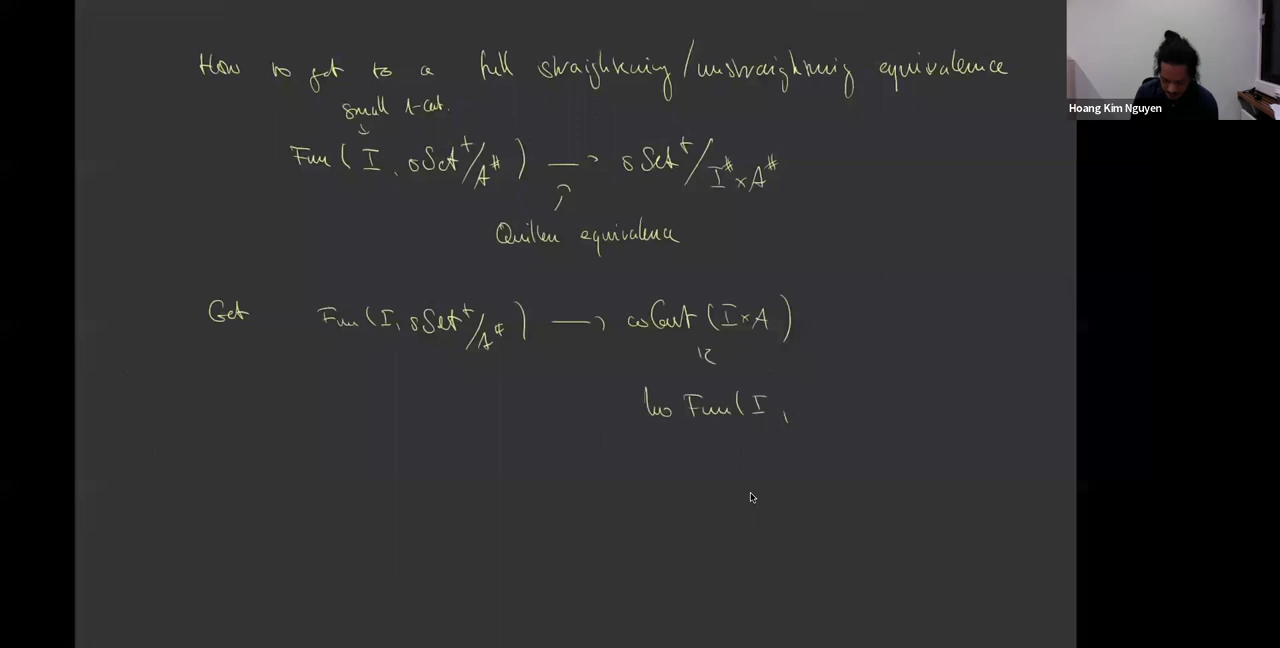 How to get to a full straightening/unstraightening equivalence
small 1-cat.
↓
Fun( I, sSet⁺/A^# ) → sSet⁺/I^# × A^#
Quillen equivalence
Get Fun(I, sSet⁺/A^#) → coCart (I×A)
Ho Fun( I ,
Hoang Kim Nguyen